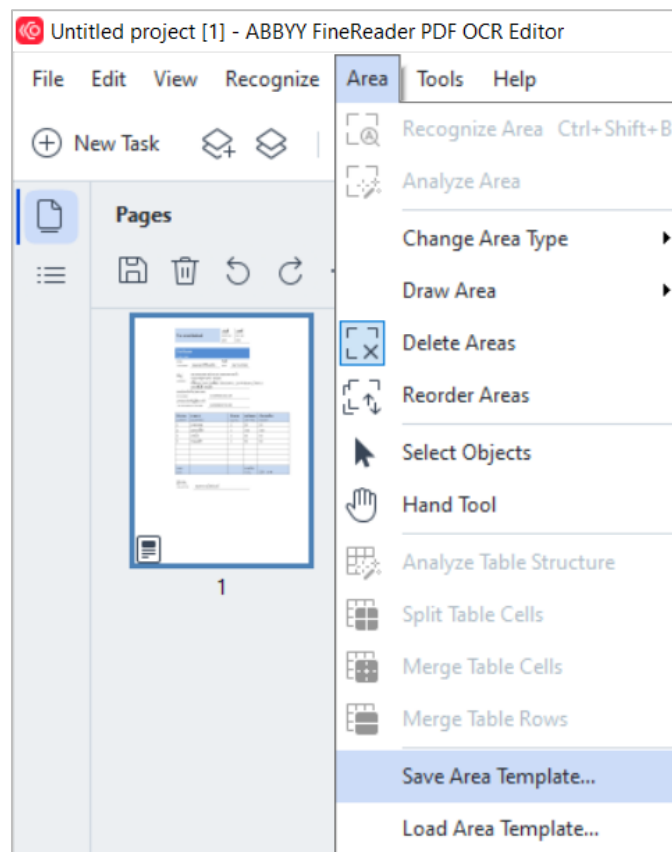 Untitled project [1] - ABBYY FineReader PDF OCR Editor
File Edit View Recognize Area Tools Help
New Task
Recognize Area Ctrl+Shift+B
Analyze Area
Pages
Change Area Type
Draw Area
Delete Areas
Reorder Areas
Select Objects
Hand Tool
Analyze Table Structure
1
Split Table Cells
Merge Table Cells
Merge Table Rows
Save Area Template...
Load Area Template...